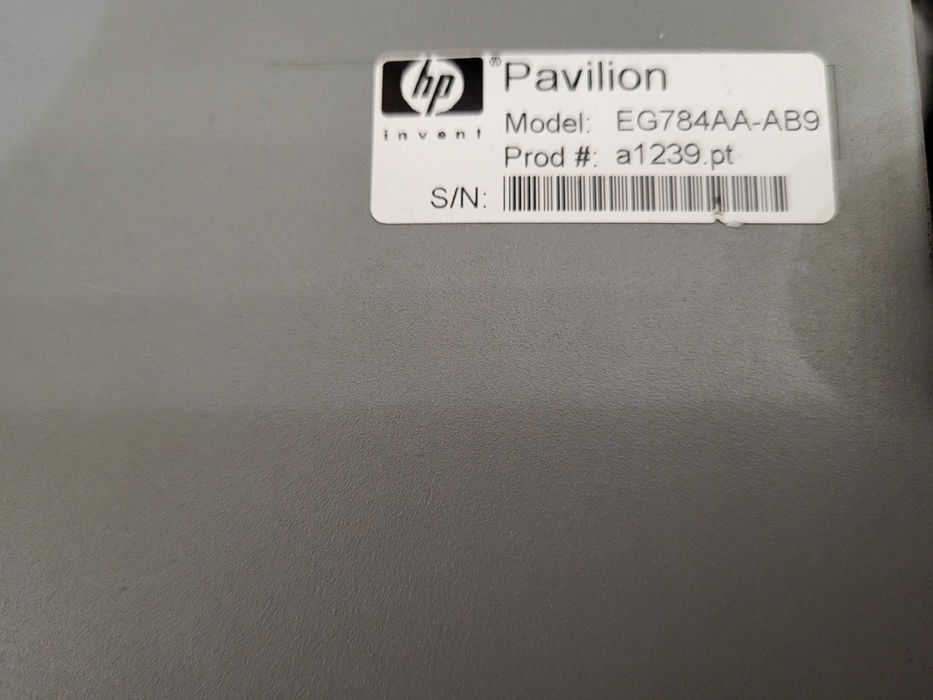 hp ® Pavilion
invent
Model: EG784AA-AB9
Prod #: a1239.pt
S/N: